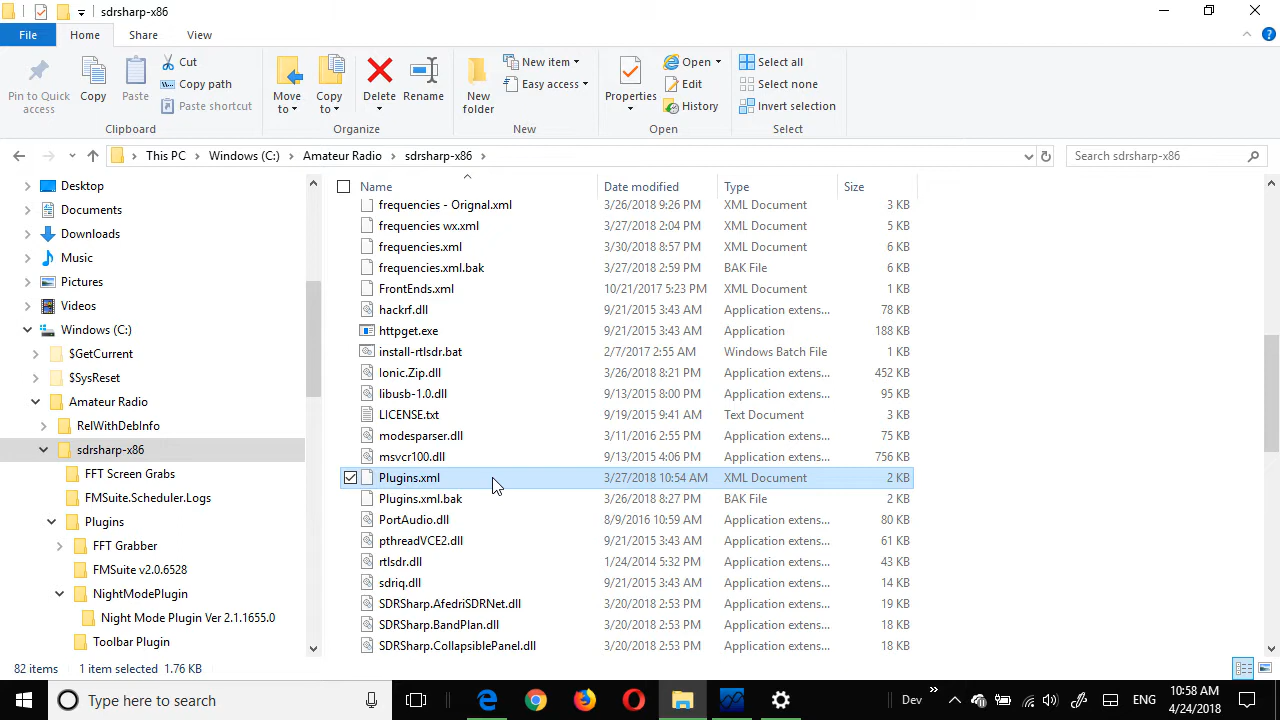 sdrsharp-x86
File
Home
Share
View
Pin to Quick access
Copy
Paste
Cut
Copy path
Paste shortcut
Clipboard
Move to
Copy to
Delete
Rename
Organize
New folder
New item
Easy access
New
Properties
Open
Edit
History
Open
Select all
Select none
Invert selection
Select
This PC > Windows (C:) > Amateur Radio > sdrsharp-x86 >
Search sdrsharp-x86
Desktop
Documents
Downloads
Music
Pictures
Videos
Windows (C:)
$GetCurrent
$SysReset
Amateur Radio
RelWithDebInfo
sdrsharp-x86
FFT Screen Grabs
FMSuite.Scheduler.Logs
Plugins
FFT Grabber
FMSuite v2.0.6528
NightModePlugin
Night Mode Plugin Ver 2.1.1655.0
Toolbar Plugin
Name Date modified Type Size
frequencies - Orignal.xml 3/26/2018 9:26 PM XML Document 3 KB
frequencies wx.xml 3/27/2018 2:04 PM XML Document 5 KB
frequencies.xml 3/30/2018 8:57 PM XML Document 6 KB
frequencies.xml.bak 3/27/2018 2:59 PM BAK File 6 KB
FrontEnds.xml 10/21/2017 5:23 PM XML Document 1 KB
hackrf.dll 9/21/2015 3:43 AM Application extens... 78 KB
httpget.exe 9/21/2015 3:43 AM Application 188 KB
install-rtlsdr.bat 2/7/2017 2:55 AM Windows Batch File 1 KB
Ionic.Zip.dll 3/26/2018 8:21 PM Application extens... 452 KB
libusb-1.0.dll 9/13/2015 8:00 PM Application extens... 95 KB
LICENSE.txt 9/19/2015 9:41 AM Text Document 3 KB
modesparser.dll 3/11/2016 2:55 PM Application extens... 75 KB
msvcr100.dll 9/13/2015 4:06 PM Application extens... 756 KB
Plugins.xml 3/27/2018 10:54 AM XML Document 2 KB
Plugins.xml.bak 3/26/2018 8:27 PM BAK File 2 KB
PortAudio.dll 8/9/2016 10:59 AM Application extens... 80 KB
pthreadVCE2.dll 9/21/2015 3:43 AM Application extens... 61 KB
rtlsdr.dll 1/24/2014 5:32 AM Application extens... 43 KB
sdriq.dll 9/21/2015 3:43 AM Application extens... 14 KB
SDRSharp.AfedriSDRNet.dll 3/20/2018 2:53 PM Application extens... 19 KB
SDRSharp.BandPlan.dll 3/20/2018 2:53 PM Application extens... 18 KB
SDRSharp.CollapsiblePanel.dll 3/20/2018 2:53 PM Application extens... 18 KB
82 items 1 item selected 1.76 KB
Type here to search
Dev
ENG
10:58 AM
4/24/2018